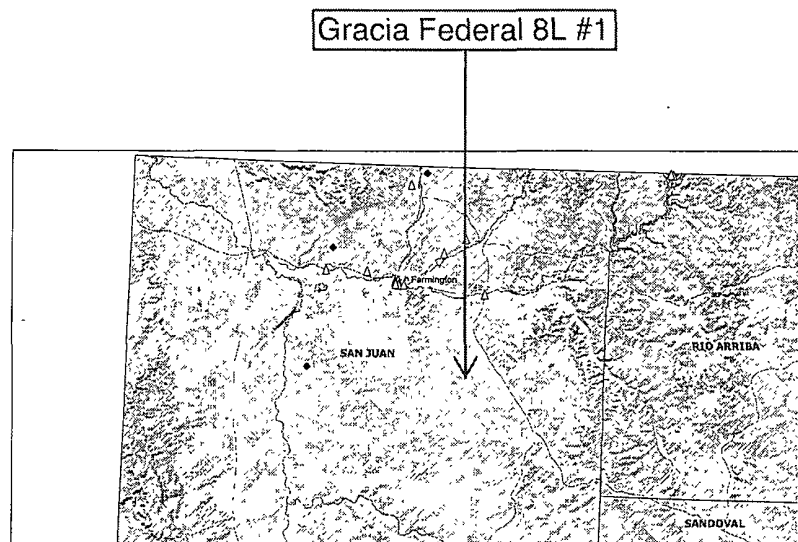 Gracia Federal 8L #1
Farmington
SAN JUAN
RIO ARRIBA
SANDOVAL